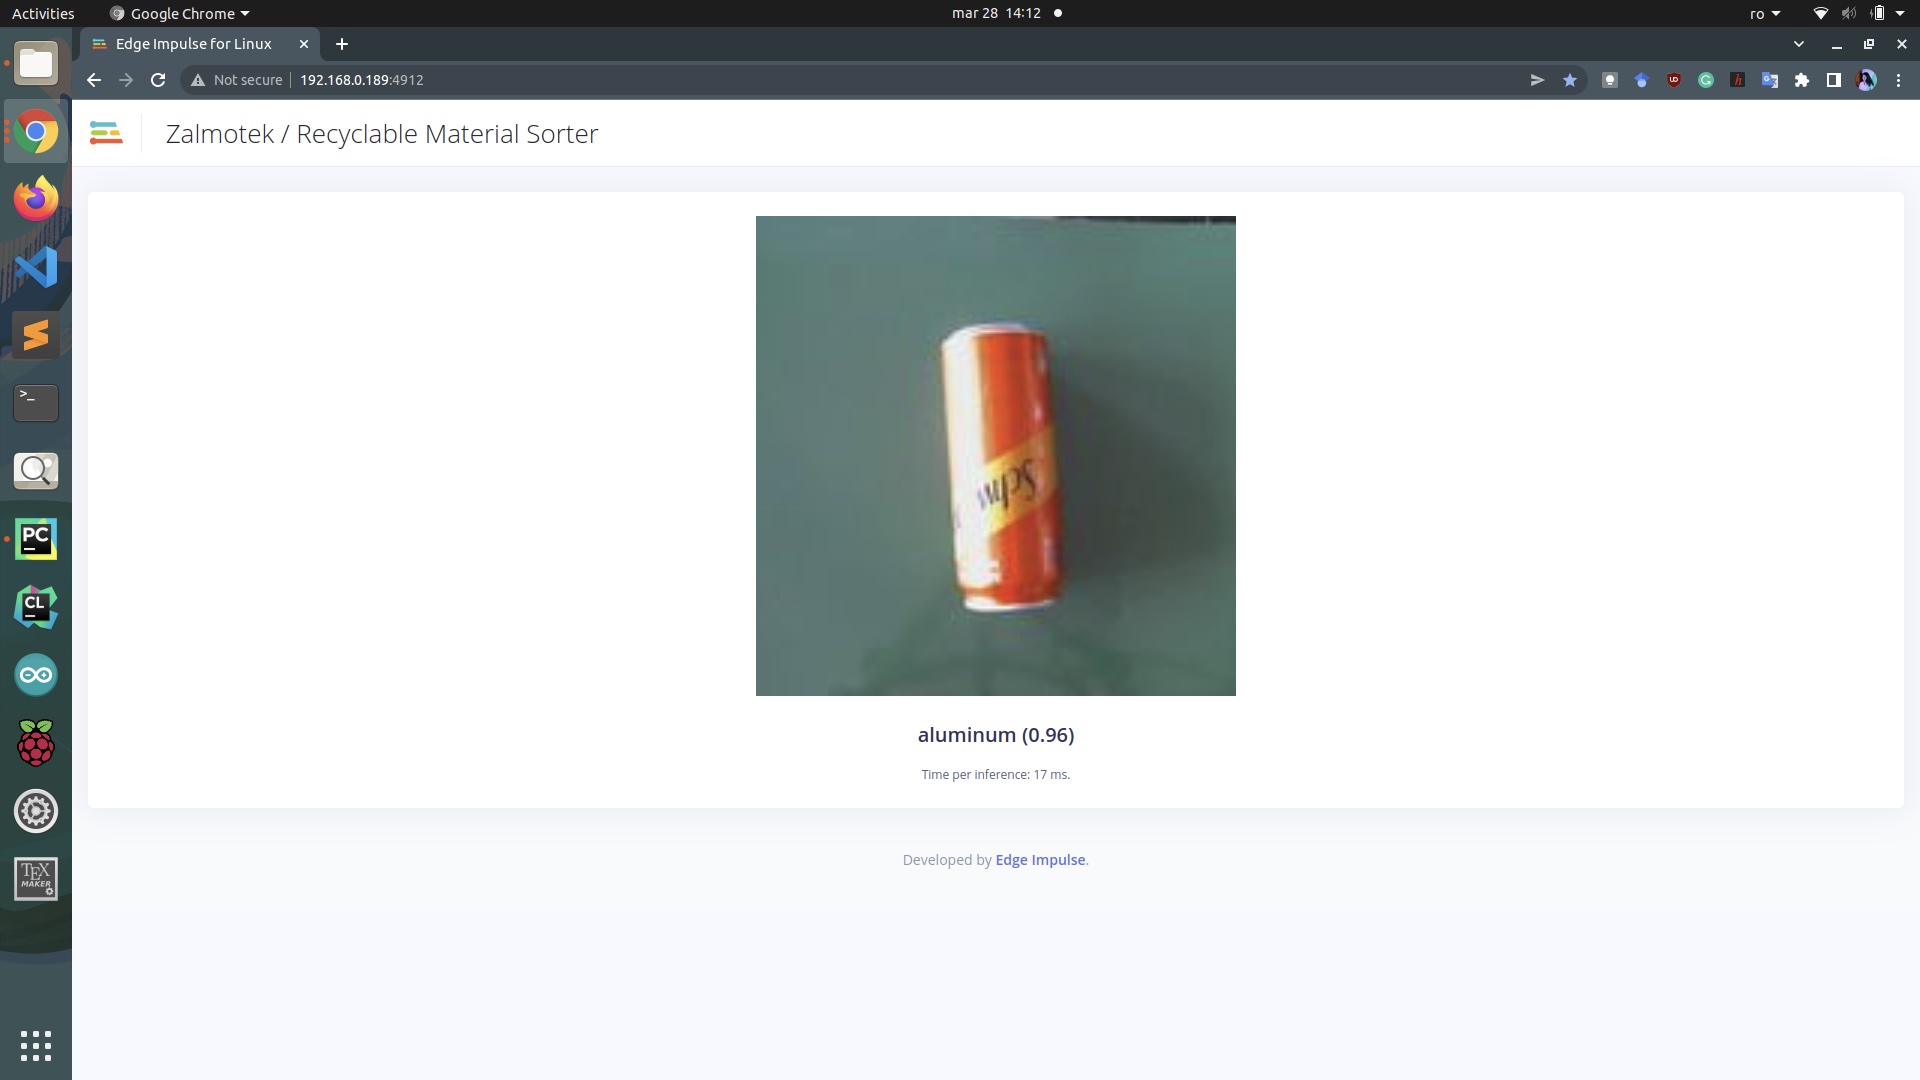 Activities
Google Chrome
mar 28 14:12
ro
Edge Impulse for Linux
Not secure
192.168.0.189:4912
Zalmotek / Recyclable Material Sorter
Schw
aluminum (0.96)
Time per inference: 17 ms.
Developed by Edge Impulse.
>_
PC
CL
TEX
MAKER